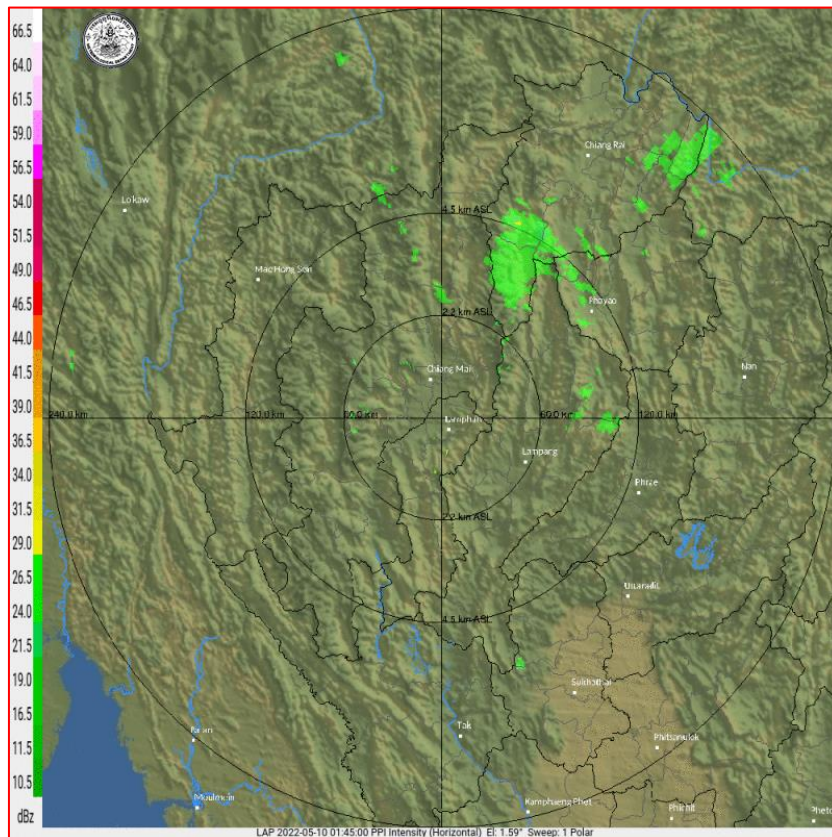 66.5
64.0
61.5
59.0
56.5
54.0
51.5
49.0
46.5
44.0
41.5
39.0
36.5
34.0
31.5
29.0
26.5
24.0
21.5
19.0
16.5
14.0
11.5
10.5
dBz
Chiang Rai
Loikaw
4.5 km ASL
Mae Hong Son
Phayao
2.2 km ASL
Chiang Mai
Nan
240.0 km
120.0 km
60.0 km
60.0 km
120.0 km
Lamphun
Lampang
Phrae
2.2 km ASL
Uttaradit
4.5 km ASL
Sukhothai
Tak
Phitsanulok
Moulmein
Kamphaeng Phet
Phichit
LAP 2022-05-10 01:45:00 PPI Intensity (Horizontal) El: 1.59° Sweep: 1 Polar